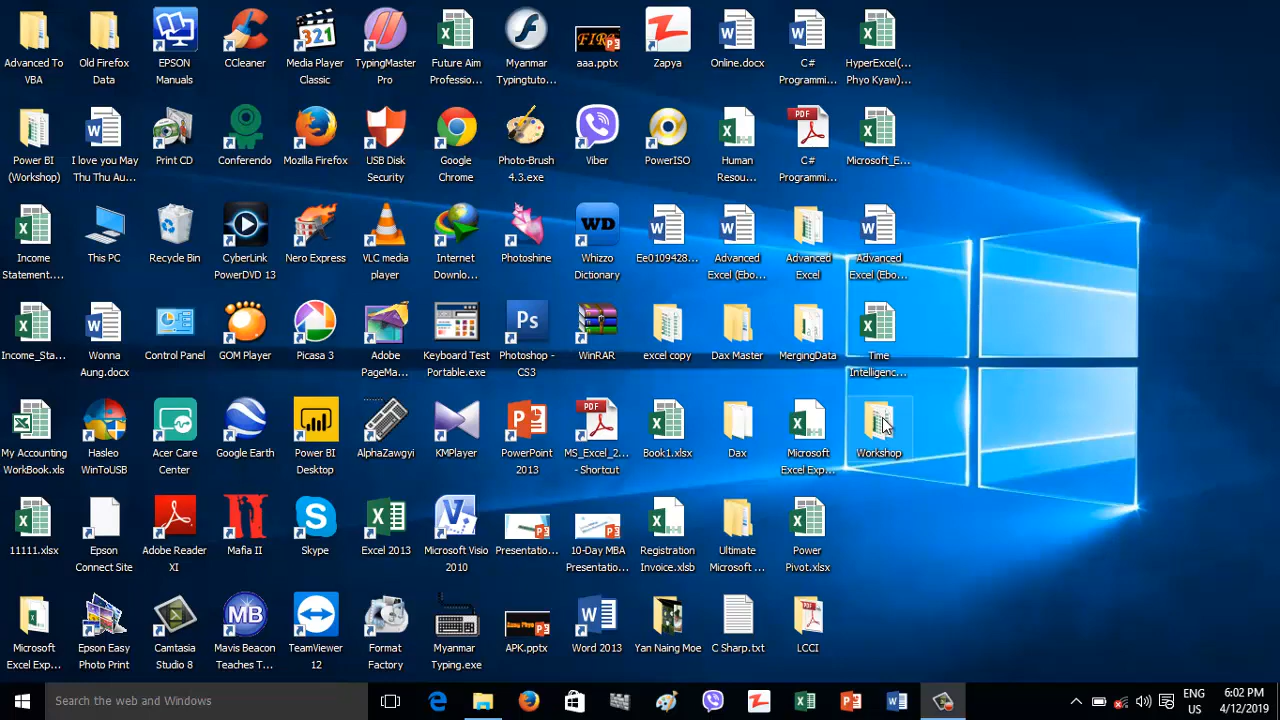 Advanced To
VBA
Old Firefox
Data
EPSON
Manuals
CCleaner
321
Media Player
Classic
TypingMaster
Pro
Future Aim
Professio...
Myanmar
Typingtuto...
FIRE
aaa.pptx
Zapya
Online.docx
C#
Programmi...
HyperExcel(...
Phyo Kyaw)...
Power BI
(Workshop)
I love you May
Thu Thu Au...
Print CD
Conferendo
Mozilla Firefox
USB Disk
Security
Google
Chrome
Photo-Brush
4.3.exe
Viber
PowerISO
Human
Resou...
PDF
C#
Programmi...
Microsoft_E...
Income
Statement....
This PC
Recycle Bin
CyberLink
PowerDVD 13
Nero Express
VLC media
player
Internet
Downlo...
Photoshine
WD
Whizzo
Dictionary
Ee0109428...
Advanced
Excel (Ebo...
Advanced
Excel
Advanced
Excel (Ebo...
Income_Sta...
Wonna
Aung.docx
Control Panel
GOM Player
Picasa 3
Adobe
PageMa...
Keyboard Test
Portable.exe
Ps
Photoshop -
CS3
WinRAR
excel copy
Dax Master
MergingData
Time
Intelligenc...
My Accounting
WorkBook.xls
Hasleo
WinToUSB
Acer Care
Center
Google Earth
Power BI
Desktop
AlphaZawgyi
KMPlayer
PowerPoint
2013
PDF
MS_Excel_2...
- Shortcut
Book1.xlsx
Dax
Microsoft
Excel Exp...
Workshop
11111.xlsx
Epson
Connect Site
Adobe Reader
XI
Mafia II
Skype
Excel 2013
Microsoft Visio
2010
Presentatio...
10-Day MBA
Presentatio...
Registration
Invoice.xlsb
Ultimate
Microsoft ...
Power
Pivot.xlsx
Microsoft
Excel Exp...
Epson Easy
Photo Print
Camtasia
Studio 8
MB
Mavis Beacon
Teaches T...
TeamViewer
12
Format
Factory
Myanmar
Typing.exe
APK.pptx
Word 2013
Yan Naing Moe
C Sharp.txt
LCCI
Search the web and Windows
ENG
US
6:02 PM
4/12/2019